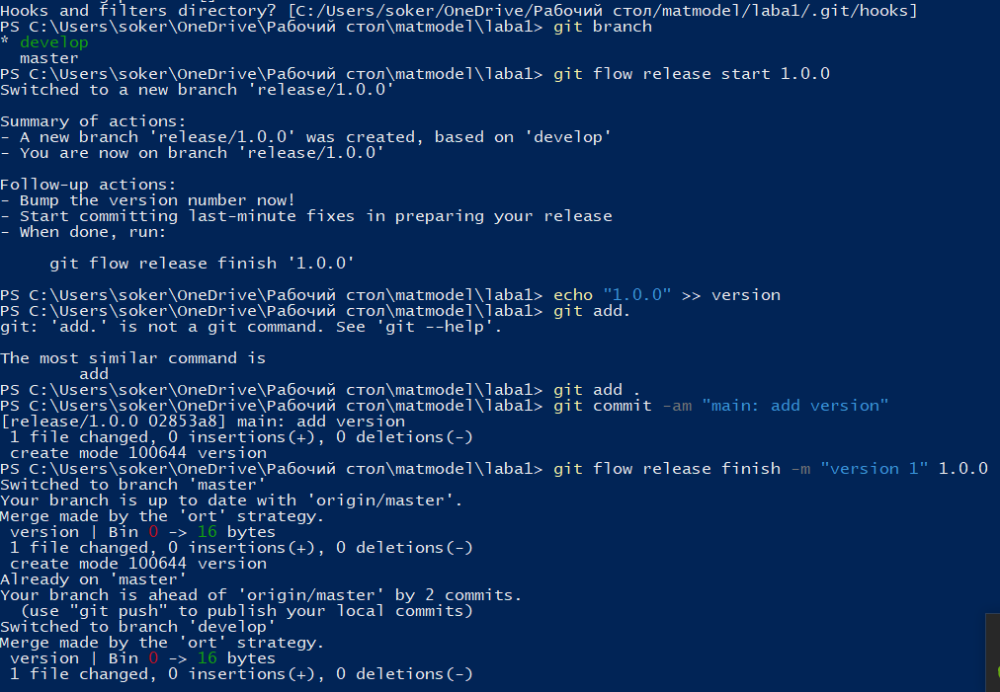 Hooks and filters directory? [C:/Users/soker/OneDrive/Рабочий стол/matmodel/laba1/.git/hooks]
PS C:\Users\soker\OneDrive\Рабочий стол\matmodel\laba1> git branch
* develop
  master
PS C:\Users\soker\OneDrive\Рабочий стол\matmodel\laba1> git flow release start 1.0.0
Switched to a new branch 'release/1.0.0'

Summary of actions:
- A new branch 'release/1.0.0' was created, based on 'develop'
- You are now on branch 'release/1.0.0'

Follow-up actions:
- Bump the version number now!
- Start committing last-minute fixes in preparing your release
- When done, run:

     git flow release finish '1.0.0'

PS C:\Users\soker\OneDrive\Рабочий стол\matmodel\laba1> echo "1.0.0" >> version
PS C:\Users\soker\OneDrive\Рабочий стол\matmodel\laba1> git add.
git: 'add.' is not a git command. See 'git --help'.

The most similar command is
        add
PS C:\Users\soker\OneDrive\Рабочий стол\matmodel\laba1> git add .
PS C:\Users\soker\OneDrive\Рабочий стол\matmodel\laba1> git commit -am "main: add version"
[release/1.0.0 02853a8] main: add version
 1 file changed, 0 insertions(+), 0 deletions(-)
 create mode 100644 version
PS C:\Users\soker\OneDrive\Рабочий стол\matmodel\laba1> git flow release finish -m "version 1" 1.0.0
Switched to branch 'master'
Your branch is up to date with 'origin/master'.
Merge made by the 'ort' strategy.
 version | Bin 0 -> 16 bytes
 1 file changed, 0 insertions(+), 0 deletions(-)
 create mode 100644 version
Already on 'master'
Your branch is ahead of 'origin/master' by 2 commits.
  (use "git push" to publish your local commits)
Switched to branch 'develop'
Merge made by the 'ort' strategy.
 version | Bin 0 -> 16 bytes
 1 file changed, 0 insertions(+), 0 deletions(-)